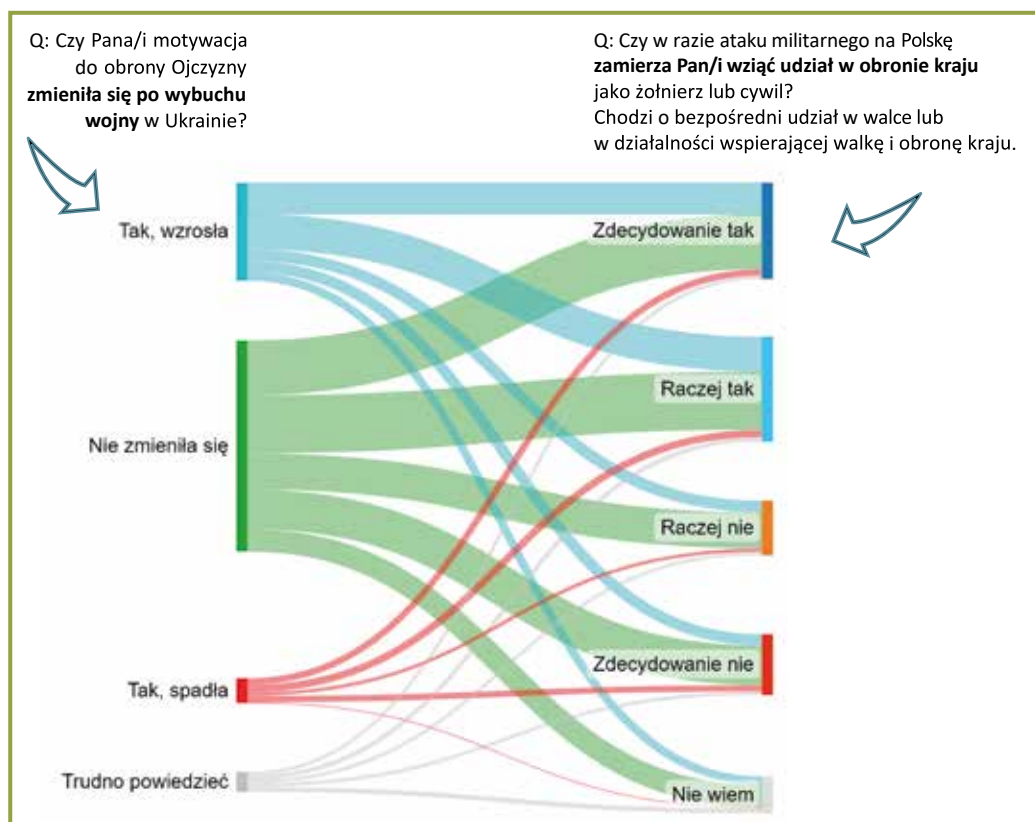 Q: Czy Pana/i motywacja
do obrony Ojczyzny
zmieniła się po wybuchu
wojny w Ukrainie?
Q: Czy w razie ataku militarnego na Polskę
zamierza Pan/i wziąć udział w obronie kraju
jako żołnierz lub cywil?
Chodzi o bezpośredni udział w walce lub
w działalności wspierającej walkę i obronę kraju.
Tak, wzrosła
Nie zmieniła się
Tak, spadła
Trudno powiedzieć
Zdecydowanie tak
Raczej tak
Raczej nie
Zdecydowanie nie
Nie wiem